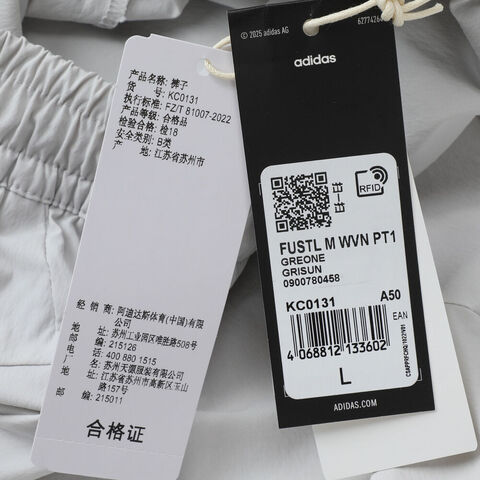 产品名称: 裤子
货 号: KC0131
执行标准: FZ/T 81007-2022
产品等级: 合格品
检验合格: 检18
安全类别: B类
产 地: 江苏省苏州市
经 销 商: 阿迪达斯体育(中国)有限
公司
地 址: 苏州工业园区唯胜路508号
邮 编: 215126
电 话: 400 880 1515
厂 商: 苏州天源服装有限公司
地 址: 江苏省苏州市高新区玉山
路157号
邮 编: 215011
合格证
© 2025 adidas AG
adidas
RFID
FUSTL M WVN PT1
GREONE
GRISUN
0900780458
KC0131 A50
EAN
4 068812 133602
L
ADIDAS.COM